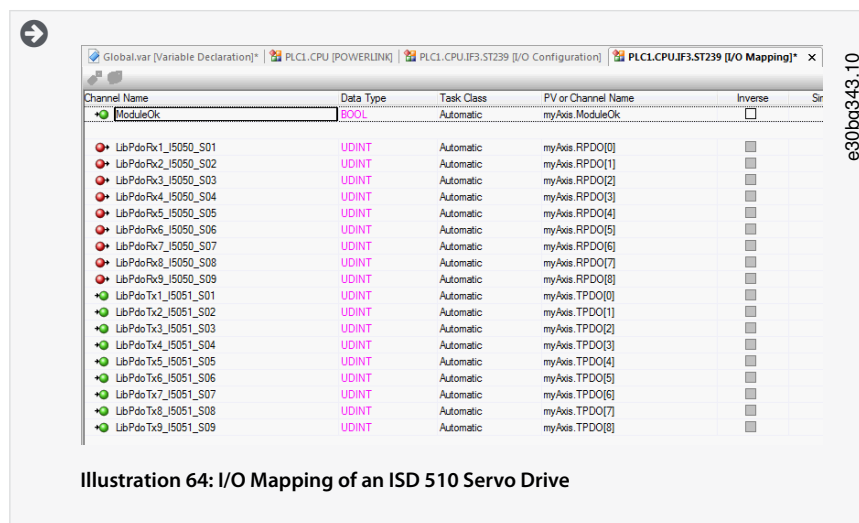 Global.var [Variable Declaration]* PLC1.CPU [POWERLINK] PLC1.CPU.IF3.ST239 [I/O Configuration] PLC1.CPU.IF3.ST239 [I/O Mapping]* ×
Channel Name Data Type Task Class PV or Channel Name Inverse Sir
ModuleOk BOOL Automatic myAxis.ModuleOk
LibPdoRx1_I5050_S01 UDINT Automatic myAxis.RPDO[0]
LibPdoRx2_I5050_S02 UDINT Automatic myAxis.RPDO[1]
LibPdoRx3_I5050_S03 UDINT Automatic myAxis.RPDO[2]
LibPdoRx4_I5050_S04 UDINT Automatic myAxis.RPDO[3]
LibPdoRx5_I5050_S05 UDINT Automatic myAxis.RPDO[4]
LibPdoRx6_I5050_S06 UDINT Automatic myAxis.RPDO[5]
LibPdoRx7_I5050_S07 UDINT Automatic myAxis.RPDO[6]
LibPdoRx8_I5050_S08 UDINT Automatic myAxis.RPDO[7]
LibPdoRx9_I5050_S09 UDINT Automatic myAxis.RPDO[8]
LibPdoTx1_I5051_S01 UDINT Automatic myAxis.TPDO[0]
LibPdoTx2_I5051_S02 UDINT Automatic myAxis.TPDO[1]
LibPdoTx3_I5051_S03 UDINT Automatic myAxis.TPDO[2]
LibPdoTx4_I5051_S04 UDINT Automatic myAxis.TPDO[3]
LibPdoTx5_I5051_S05 UDINT Automatic myAxis.TPDO[4]
LibPdoTx6_I5051_S06 UDINT Automatic myAxis.TPDO[5]
LibPdoTx7_I5051_S07 UDINT Automatic myAxis.TPDO[6]
LibPdoTx8_I5051_S08 UDINT Automatic myAxis.TPDO[7]
LibPdoTx9_I5051_S09 UDINT Automatic myAxis.TPDO[8]
e30bd343.10
Illustration 64: I/O Mapping of an ISD 510 Servo Drive